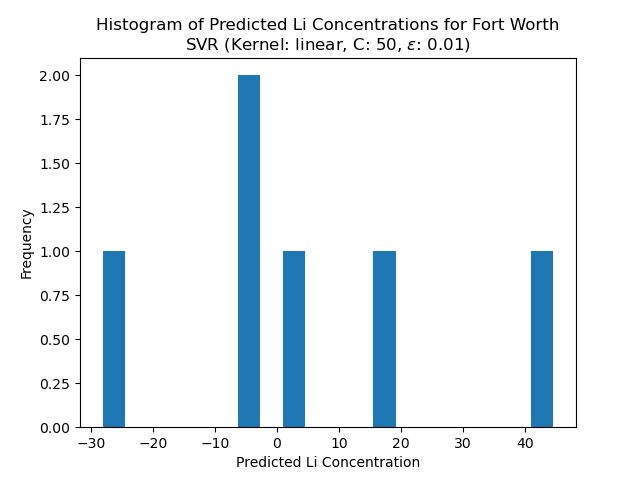 Histogram of Predicted Li Concentrations for Fort Worth
SVR (Kernel: linear, C: 50, ε: 0.01)
2.00
1.75
1.50
1.25
1.00
0.75
0.50
0.25
0.00
Frequency
−30 −20 −10 0 10 20 30 40
Predicted Li Concentration